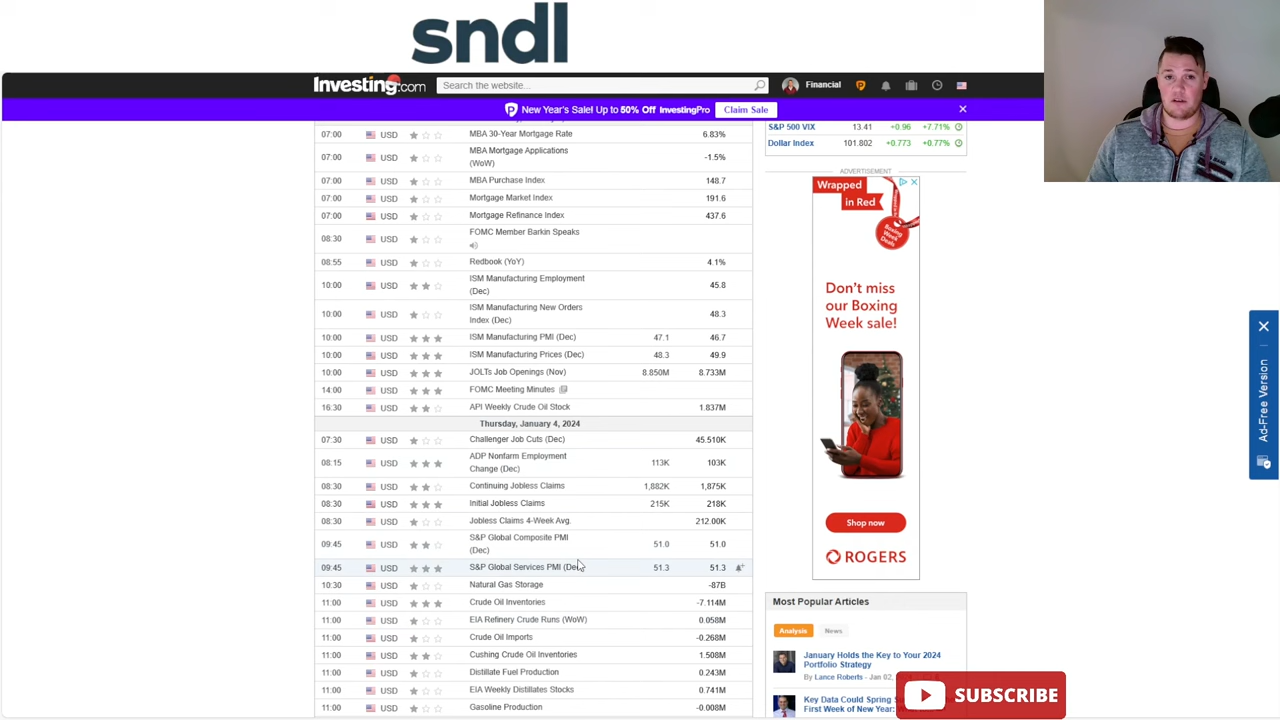 sndl
Investing.com
Search the website...
Financial
New Year's Sale! Up to 50% Off InvestingPro
Claim Sale
S&P 500 VIX 13.41 +0.96 +7.71%
Dollar Index 101.802 +0.773 +0.77%
07:00 USD MBA 30-Year Mortgage Rate 6.83%
07:00 USD MBA Mortgage Applications (WoW) -1.5%
07:00 USD MBA Purchase Index 148.7
07:00 USD Mortgage Market Index 191.6
07:00 USD Mortgage Refinance Index 437.6
08:30 USD FOMC Member Barkin Speaks
08:55 USD Redbook (YoY) 4.1%
10:00 USD ISM Manufacturing Employment (Dec) 45.8
10:00 USD ISM Manufacturing New Orders Index (Dec) 48.3
10:00 USD ISM Manufacturing PMI (Dec) 47.1 46.7
10:00 USD ISM Manufacturing Prices (Dec) 48.3 49.9
10:00 USD JOLTs Job Openings (Nov) 8.850M 8.733M
14:00 USD FOMC Meeting Minutes
16:30 USD API Weekly Crude Oil Stock 1.837M
Thursday, January 4, 2024
07:30 USD Challenger Job Cuts (Dec) 45.510K
08:15 USD ADP Nonfarm Employment Change (Dec) 113K 103K
08:30 USD Continuing Jobless Claims 1,882K 1,875K
08:30 USD Initial Jobless Claims 215K 218K
08:30 USD Jobless Claims 4-Week Avg. 212.00K
09:45 USD S&P Global Composite PMI (Dec) 51.0 51.0
09:45 USD S&P Global Services PMI (Dec) 51.3 51.3
10:30 USD Natural Gas Storage -87B
11:00 USD Crude Oil Inventories -7.114M
11:00 USD EIA Refinery Crude Runs (WoW) 0.058M
11:00 USD Crude Oil Imports -0.268M
11:00 USD Cushing Crude Oil Inventories 1.508M
11:00 USD Distillate Fuel Production 0.243M
11:00 USD EIA Weekly Distillates Stocks 0.741M
11:00 USD Gasoline Production -0.008M
ADVERTISEMENT
Wrapped
in Red
Boxing
Week
Deals
Don't miss
our Boxing
Week sale!
Shop now
ROGERS
Most Popular Articles
Analysis News
January Holds the Key to Your 2024
Portfolio Strategy
By Lance Roberts - Jan 02,
Key Data Could Spring
First Week of New Year:
SUBSCRIBE
Ad-Free Version